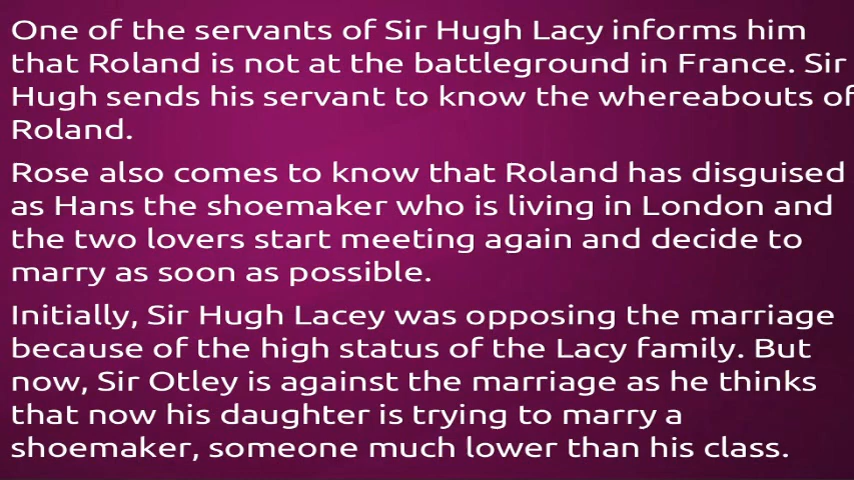 One of the servants of Sir Hugh Lacy informs him
that Roland is not at the battleground in France. Sir
Hugh sends his servant to know the whereabouts of
Roland.
Rose also comes to know that Roland has disguised
as Hans the shoemaker who is living in London and
the two lovers start meeting again and decide to
marry as soon as possible.
Initially, Sir Hugh Lacey was opposing the marriage
because of the high status of the Lacy family. But
now, Sir Otley is against the marriage as he thinks
that now his daughter is trying to marry a
shoemaker, someone much lower than his class.